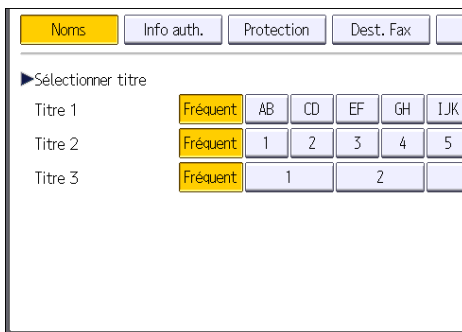 Noms Info auth. Protection Dest. Fax
▶Sélectionner titre
Titre 1 Fréquent AB CD EF GH IJK
Titre 2 Fréquent 1 2 3 4 5
Titre 3 Fréquent 1 2